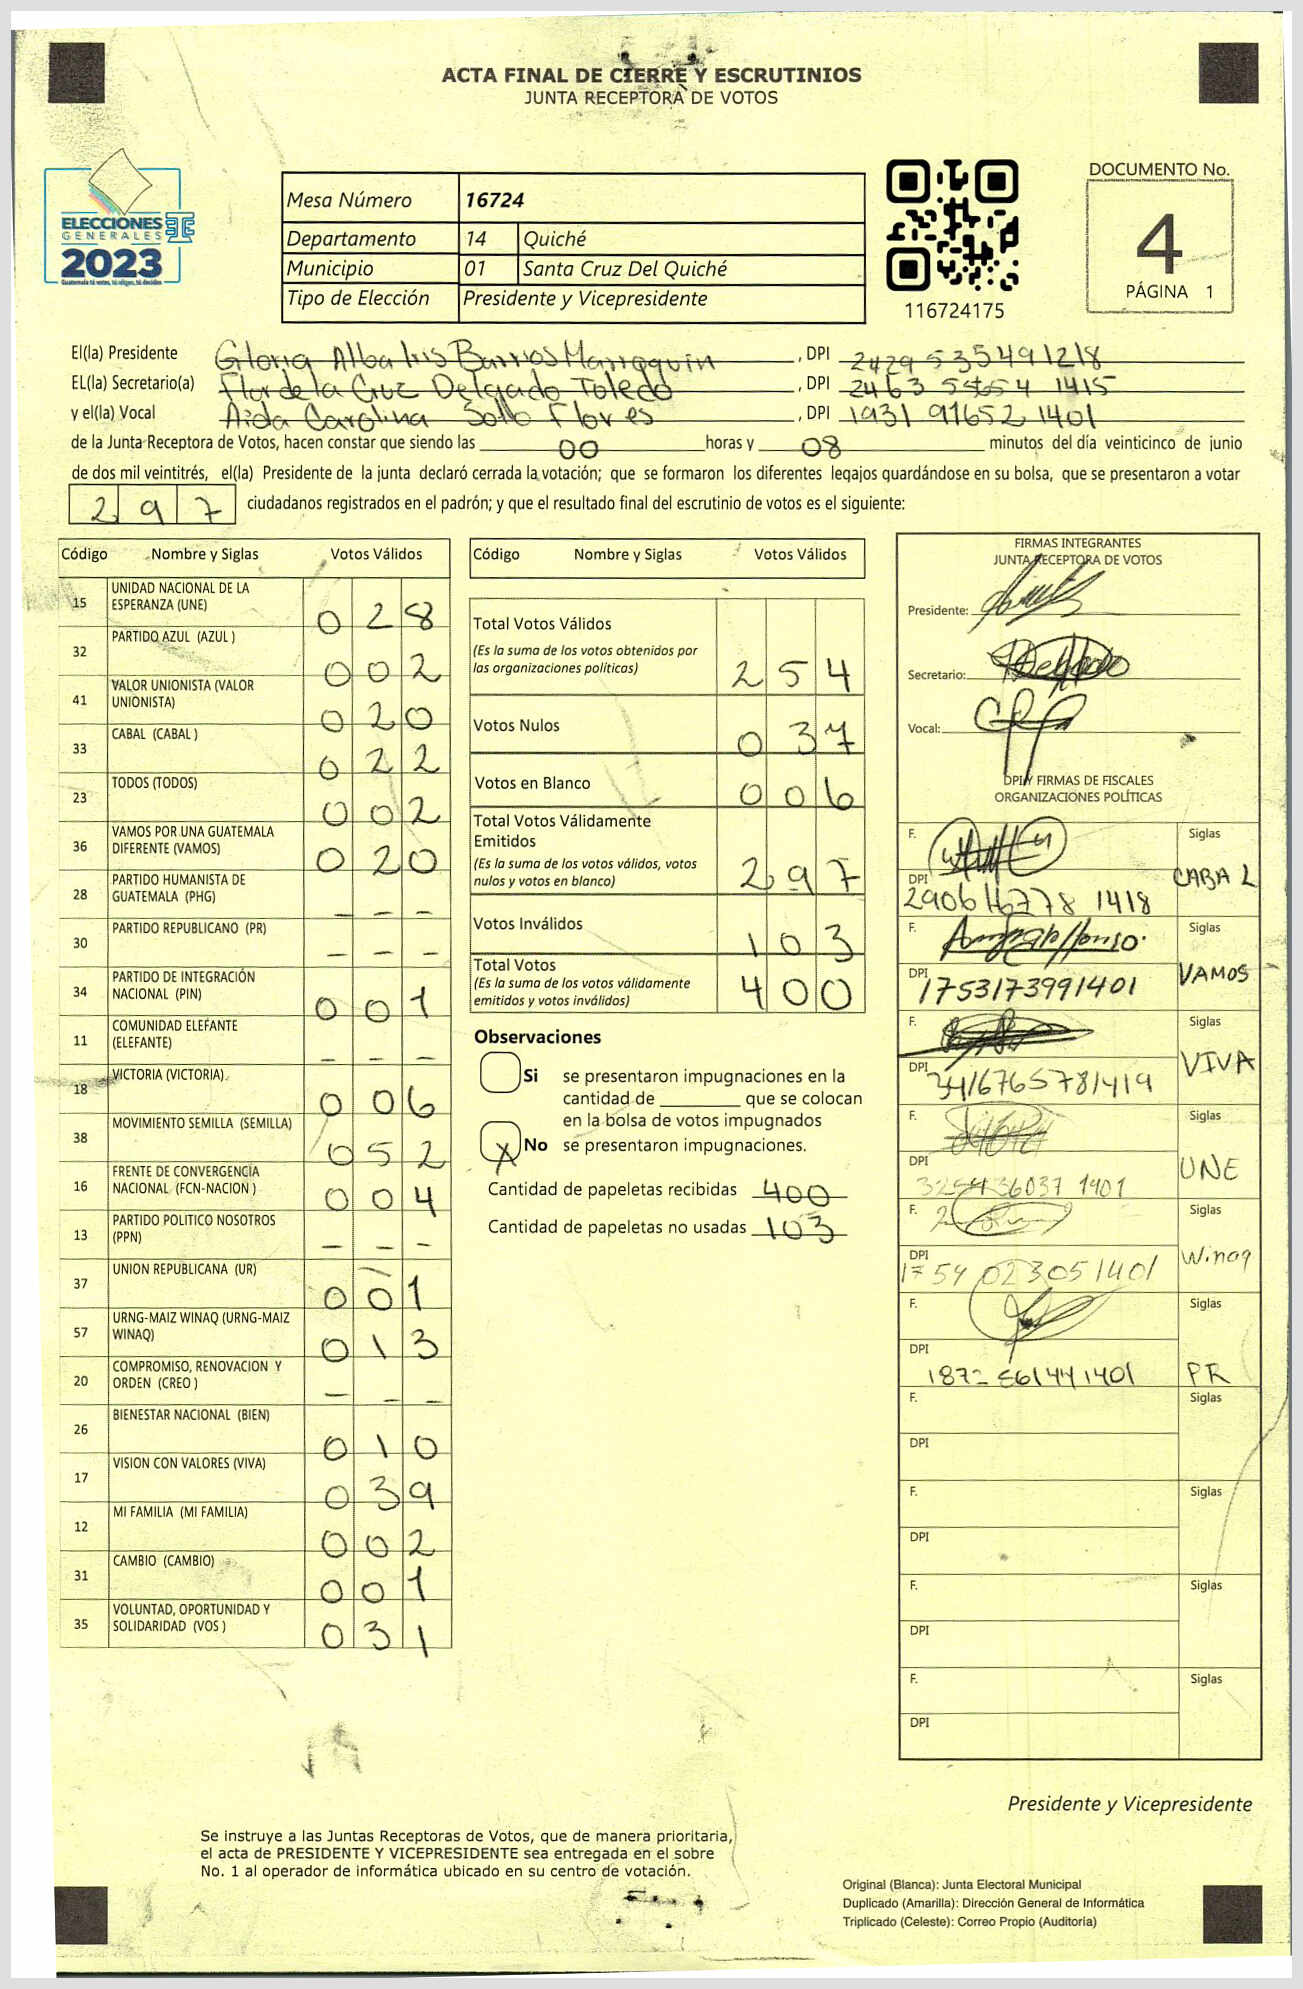 ACTA FINAL DE CIERRE Y ESCRUTINIOS
JUNTA RECEPTORA DE VOTOS
ELECCIONES
GENERALES
2023
Guatemala tú votas, tú eliges, tú decides
Mesa Número 16724
Departamento 14 Quiché
Municipio 01 Santa Cruz Del Quiché
Tipo de Elección Presidente y Vicepresidente
116724175
DOCUMENTO No.
4
PÁGINA 1
El(la) Presidente Gloria Alba Iris Barrios Marroquin , DPI 2429 53549 1218
EL(la) Secretario(a) Flor de la Cruz Delgado Toledo , DPI 2463 1415
y el(la) Vocal Aida Carolina Flores , DPI 1931 91652 1401
de la Junta Receptora de Votos, hacen constar que siendo las 00 horas y 08 minutos del día veinticinco de junio
de dos mil veintitrés, el(la) Presidente de la junta declaró cerrada la votación; que se formaron los diferentes legajos guardándose en su bolsa, que se presentaron a votar
297 ciudadanos registrados en el padrón; y que el resultado final del escrutinio de votos es el siguiente:
Código Nombre y Siglas Votos Válidos
15 UNIDAD NACIONAL DE LA
ESPERANZA (UNE) 0 2 8
32 PARTIDO AZUL (AZUL ) 0 0 2
41 VALOR UNIONISTA (VALOR
UNIONISTA) 0 2 0
33 CABAL (CABAL ) 0 2 2
23 TODOS (TODOS) 0 0 2
36 VAMOS POR UNA GUATEMALA
DIFERENTE (VAMOS) 0 2 0
28 PARTIDO HUMANISTA DE
GUATEMALA (PHG) - - -
30 PARTIDO REPUBLICANO (PR) - - -
34 PARTIDO DE INTEGRACIÓN
NACIONAL (PIN) 0 0 1
11 COMUNIDAD ELEFANTE
(ELEFANTE) - - -
18 VICTORIA (VICTORIA) 0 0 6
38 MOVIMIENTO SEMILLA (SEMILLA) 0 5 2
16 FRENTE DE CONVERGENCIA
NACIONAL (FCN-NACION ) 0 0 4
13 PARTIDO POLITICO NOSOTROS
(PPN) - - -
37 UNION REPUBLICANA (UR) 0 0 1
57 URNG-MAIZ WINAQ (URNG-MAIZ
WINAQ) 0 1 3
20 COMPROMISO, RENOVACION Y
ORDEN (CREO ) - - -
26 BIENESTAR NACIONAL (BIEN) 0 1 0
17 VISION CON VALORES (VIVA) 0 3 9
12 MI FAMILIA (MI FAMILIA) 0 0 2
31 CAMBIO (CAMBIO) 0 0 1
35 VOLUNTAD, OPORTUNIDAD Y
SOLIDARIDAD (VOS ) 0 3 1
Código Nombre y Siglas Votos Válidos
Total Votos Válidos
(Es la suma de los votos obtenidos por
las organizaciones políticas) 2 5 4
Votos Nulos 0 3 7
Votos en Blanco 0 0 6
Total Votos Válidamente
Emitidos
(Es la suma de los votos válidos, votos
nulos y votos en blanco) 2 9 7
Votos Inválidos 1 0 3
Total Votos
(Es la suma de los votos válidamente
emitidos y votos inválidos) 4 0 0
Observaciones
Si se presentaron impugnaciones en la
cantidad de ________ que se colocan
en la bolsa de votos impugnados
X No se presentaron impugnaciones.
Cantidad de papeletas recibidas 400
Cantidad de papeletas no usadas 103
FIRMAS INTEGRANTES
JUNTA RECEPTORA DE VOTOS
Presidente:
Secretario:
Vocal:
DPI Y FIRMAS DE FISCALES
ORGANIZACIONES POLÍTICAS
F. Siglas
DPI 1418 CABAL
F. Siglas
DPI 1753173991401 VAMOS
F. Siglas
DPI 3416765781419 VIVA
F. Siglas
DPI 36037 1401 UNE
F. Siglas
DPI 1754 023051401 Winaq
F. Siglas
DPI 1401 PR
F. Siglas
DPI
F. Siglas
DPI
F. Siglas
DPI
F. Siglas
DPI
Presidente y Vicepresidente
Se instruye a las Juntas Receptoras de Votos, que de manera prioritaria,
el acta de PRESIDENTE Y VICEPRESIDENTE sea entregada en el sobre
No. 1 al operador de informática ubicado en su centro de votación.
Original (Blanca): Junta Electoral Municipal
Duplicado (Amarilla): Dirección General de Informática
Triplicado (Celeste): Correo Propio (Auditoría)